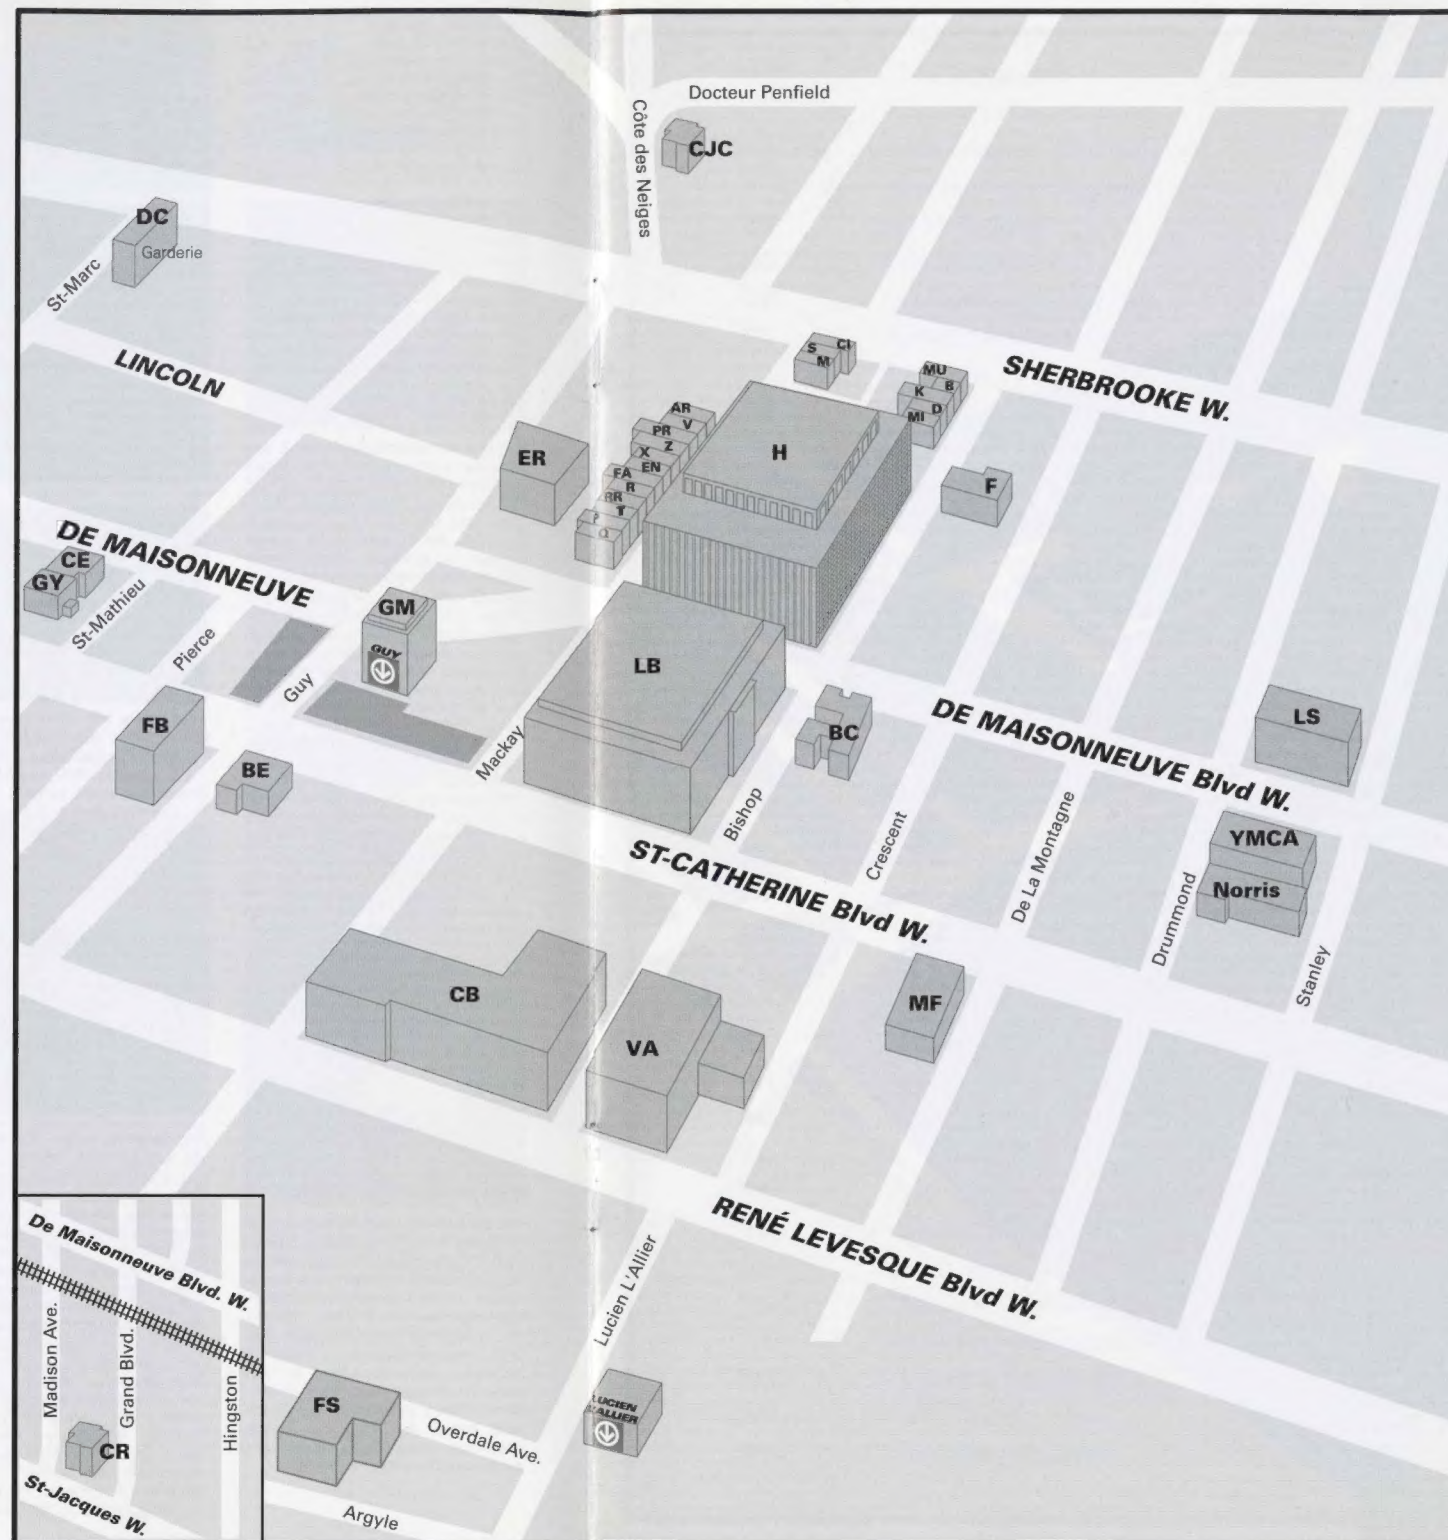 Docteur Penfield
Côte des Neiges
CJC
DC
Garderie
St-Marc
LINCOLN
SHERBROOKE W.
S
CI
M
MU
K
B
D
MI
AR
V
PR
Z
X
EN
FA
R
RR
T
P
Q
H
F
ER
DE MAISONNEUVE
CE
GY
St-Mathieu
Pierce
Guy
GM
GUY
Mackay
LB
FB
BE
BC
Bishop
Crescent
DE MAISONNEUVE Blvd W.
LS
De La Montagne
YMCA
Norris
Drummond
Stanley
ST-CATHERINE Blvd W.
CB
VA
MF
RENÉ LEVESQUE Blvd W.
Lucien L'Allier
LUCIEN
L'ALLIER
FS
Overdale Ave.
Argyle
De Maisonneuve Blvd. W.
Madison Ave.
Grand Blvd.
Hingston
CR
St-Jacques W.